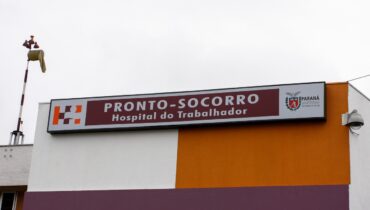 PRONTO-SOCORRO
Hospital do Trabalhador
PARANÁ